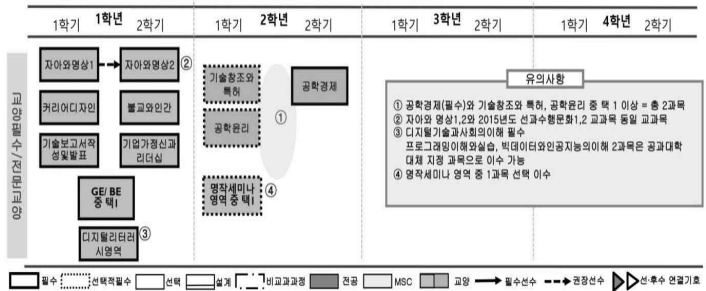 1학년 2학년 3학년 4학년
1학기 2학기 1학기 2학기 1학기 2학기 1학기 2학기
교양필수/전문교양
자아와명상1 자아와명상2 ②
커리어디자인 불교와인간
기술보고서작성및발표
기업가정신과리더십
GE/ BE
중 택 I
디지털리터러시영역 ③
기술창조와
특허
공학윤리
①
공학경제
명작세미나
영역 중 택 I
④
유의사항
① 공학경제(필수)와 기술창조와 특허, 공학윤리 중 택 1 이상 = 총 2과목
② 자아와 명상1,2와 2015년도 선과수행문화1,2 교과목 동일 교과목
③ 디지털기술과사회의이해 필수
프로그래밍이해와실습, 빅데이터와인공지능의이해 2과목은 공과대학
대체 지정 과목으로 이수 가능
④ 명작세미나 영역 중 1과목 선택 이수
필수 선택적필수 선택 설계 비교과과정 전공 MSC 교양 필수선수 권장선수 선·후수 연결기호